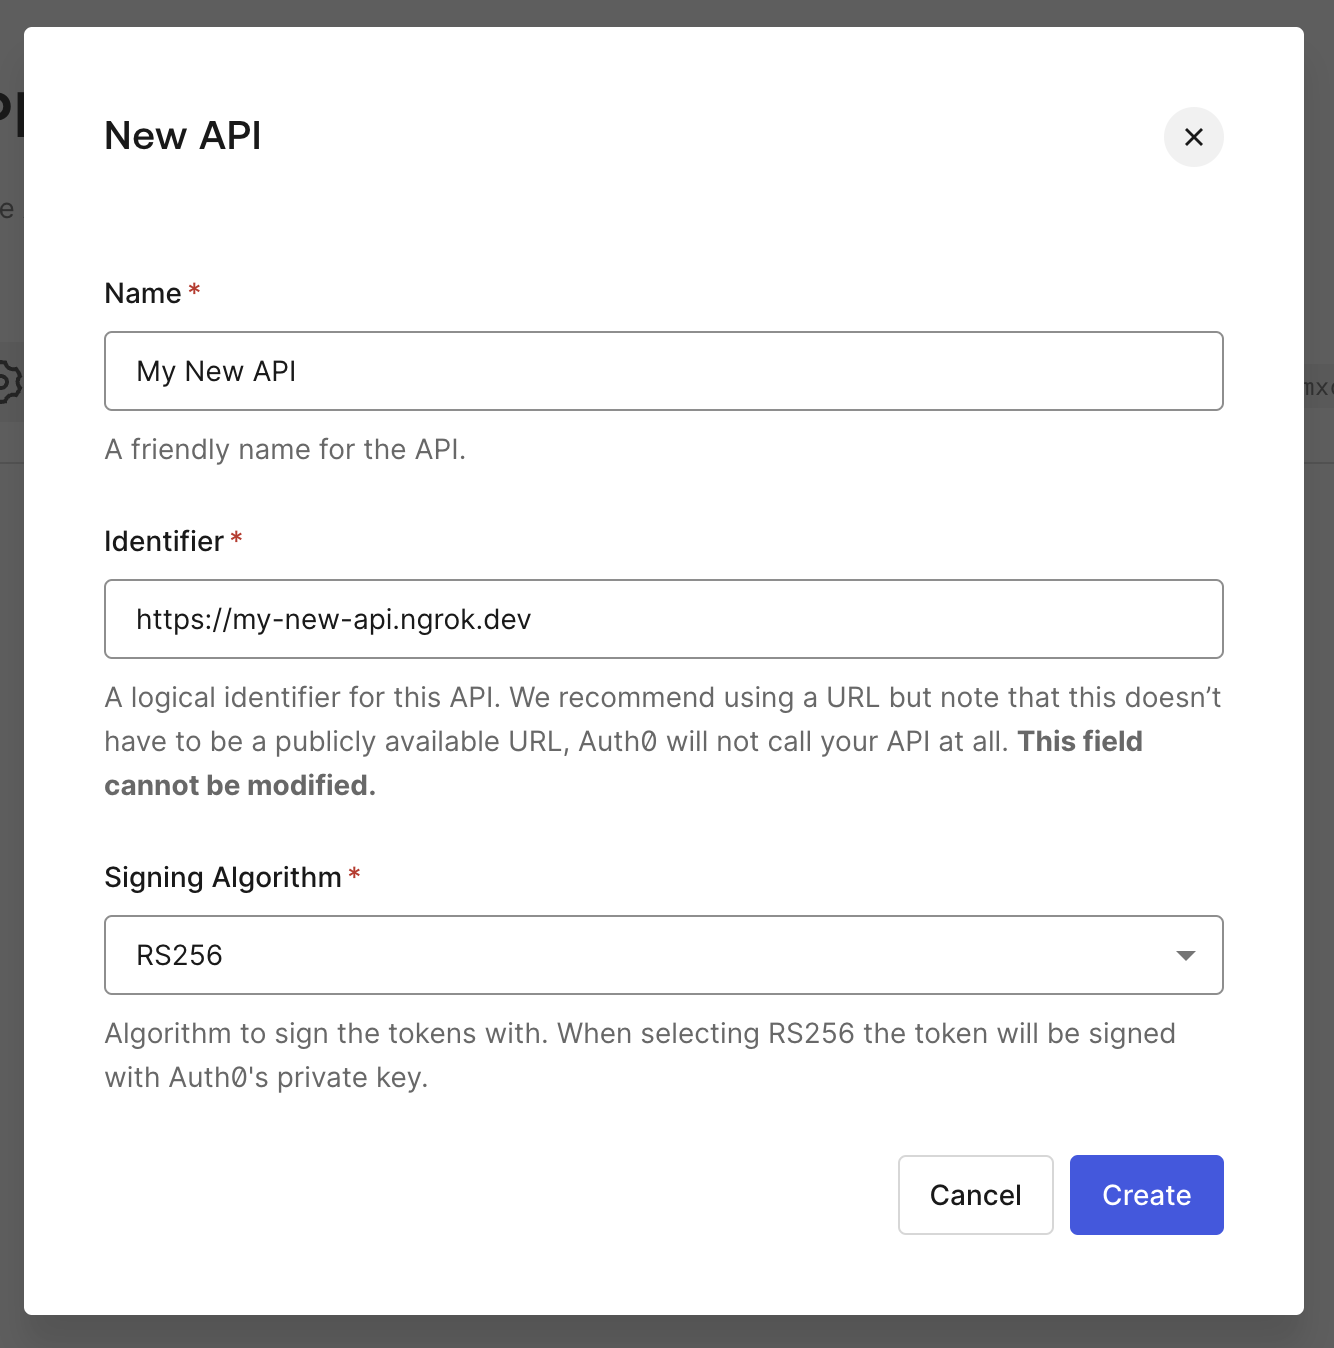 New API
Name *
My New API
A friendly name for the API.
Identifier *
https://my-new-api.ngrok.dev
A logical identifier for this API. We recommend using a URL but note that this doesn’t
have to be a publicly available URL, Auth0 will not call your API at all. This field
cannot be modified.
Signing Algorithm *
RS256
Algorithm to sign the tokens with. When selecting RS256 the token will be signed
with Auth0's private key.
Cancel
Create